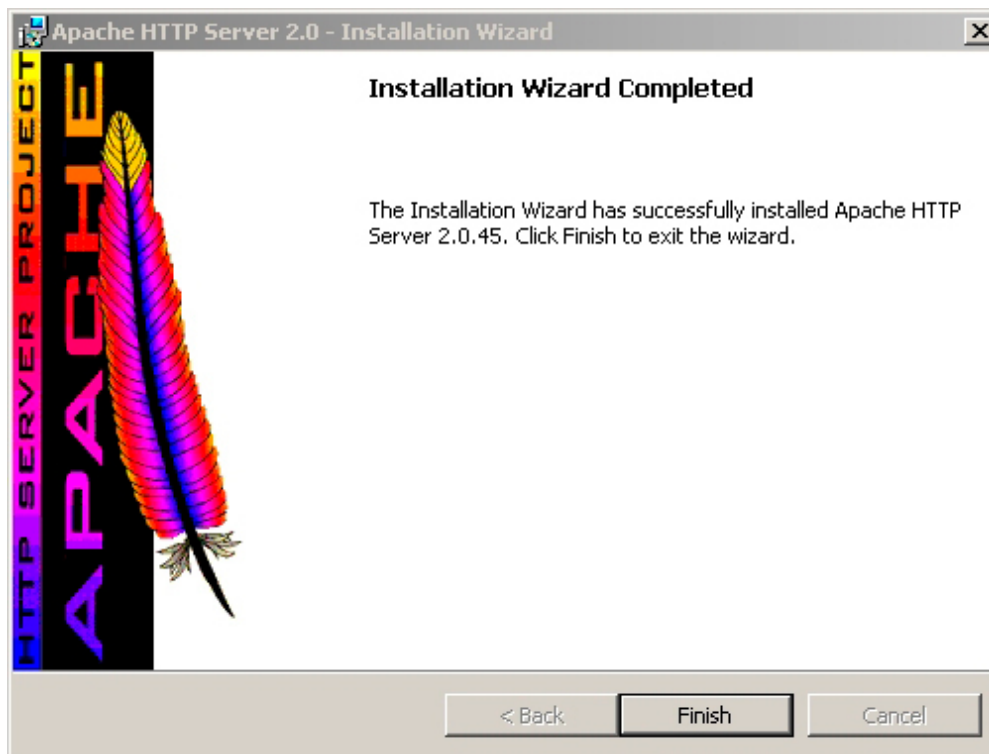 Apache HTTP Server 2.0 - Installation Wizard
HTTP SERVER PROJECT
APACHE
Installation Wizard Completed
The Installation Wizard has successfully installed Apache HTTP
Server 2.0.45. Click Finish to exit the wizard.
< Back
Finish
Cancel